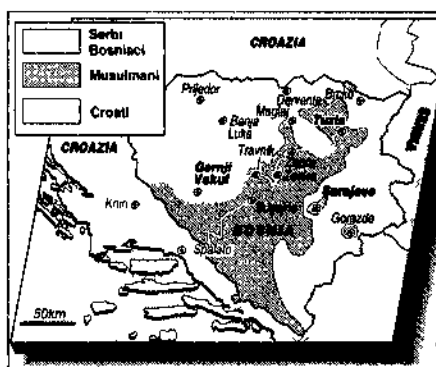 Serbi
Bosniaci
Musulmani
Croati
CROAZIA
Prijedor
Derventa
Brcko
Banja
Luka
Maglaj
Tuzla
CROAZIA
Travnik
Zenica
Gornji
Vakuf
Sarajevo
Knin
Gorazde
BOSNIA
Spalato
50km